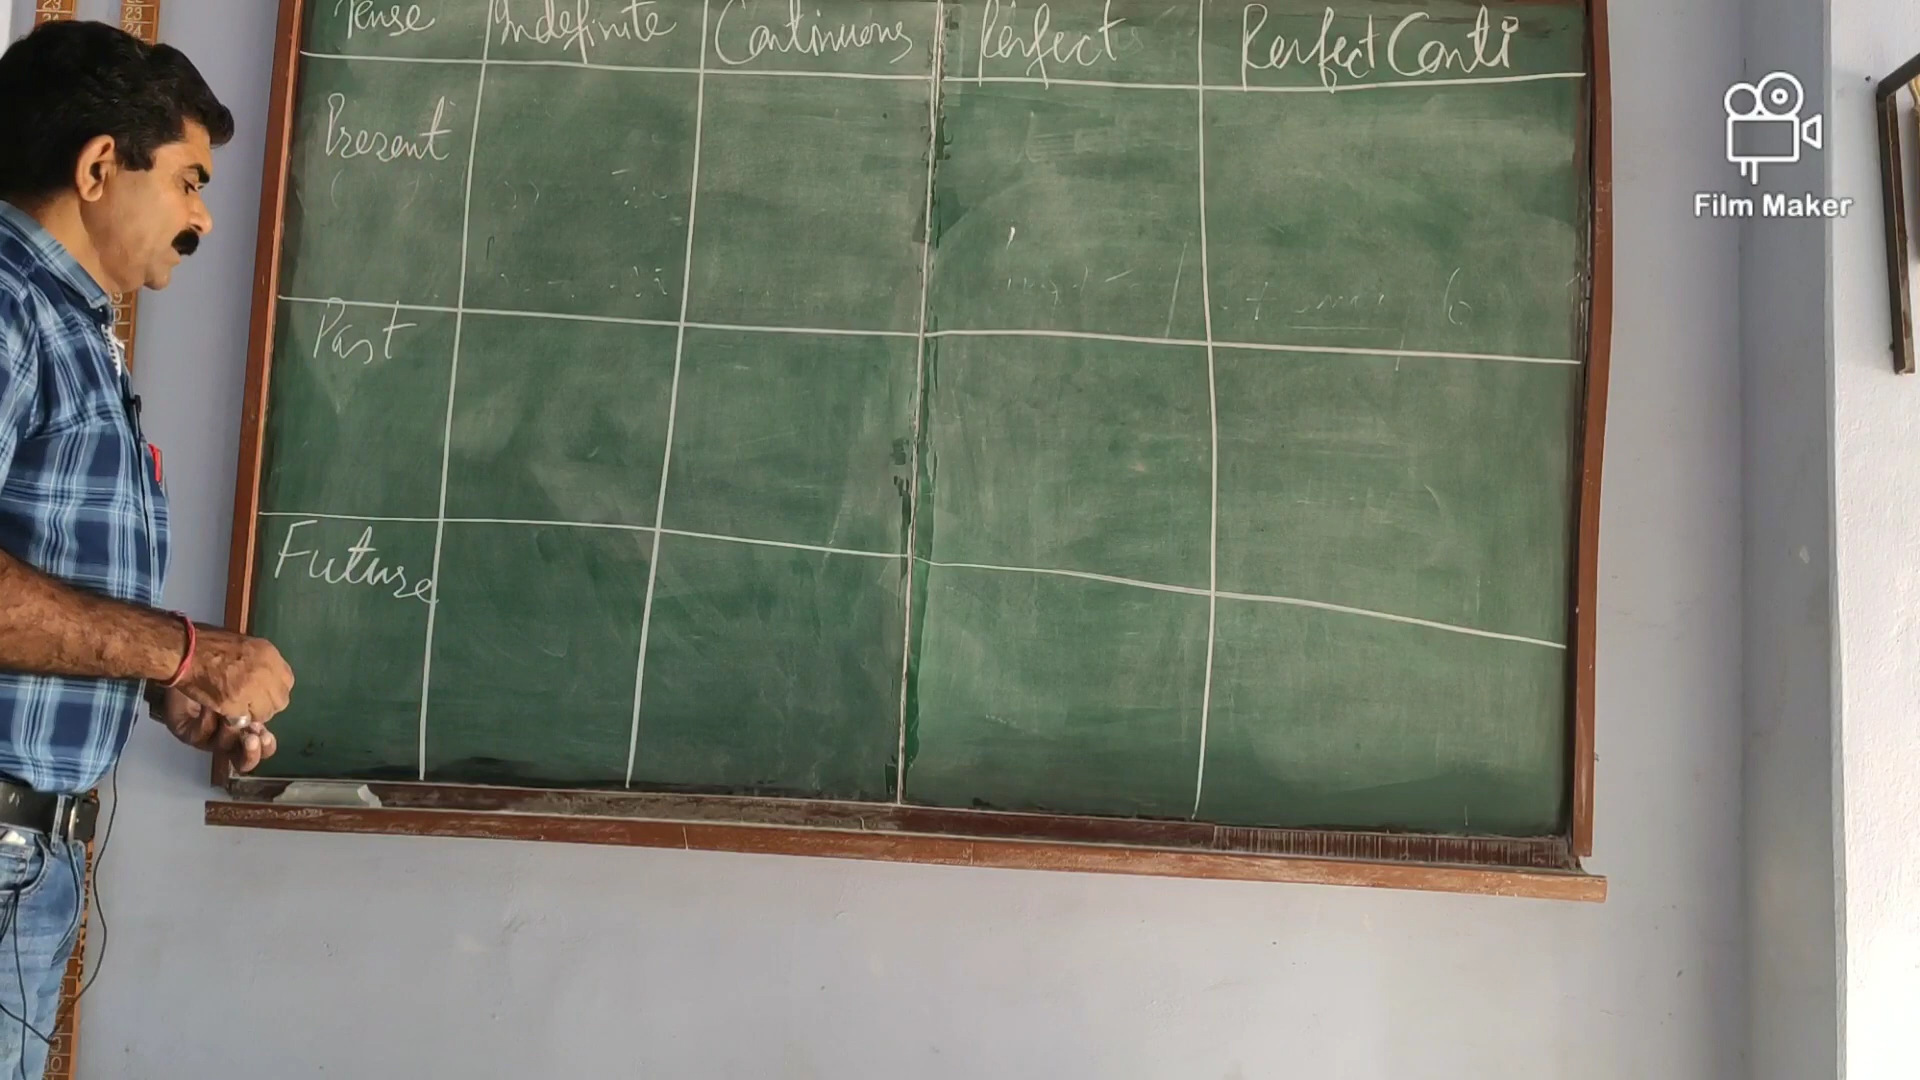 Tense Indefinite Continuous Perfect Perfect Conti
Present
Past
Future
Film Maker